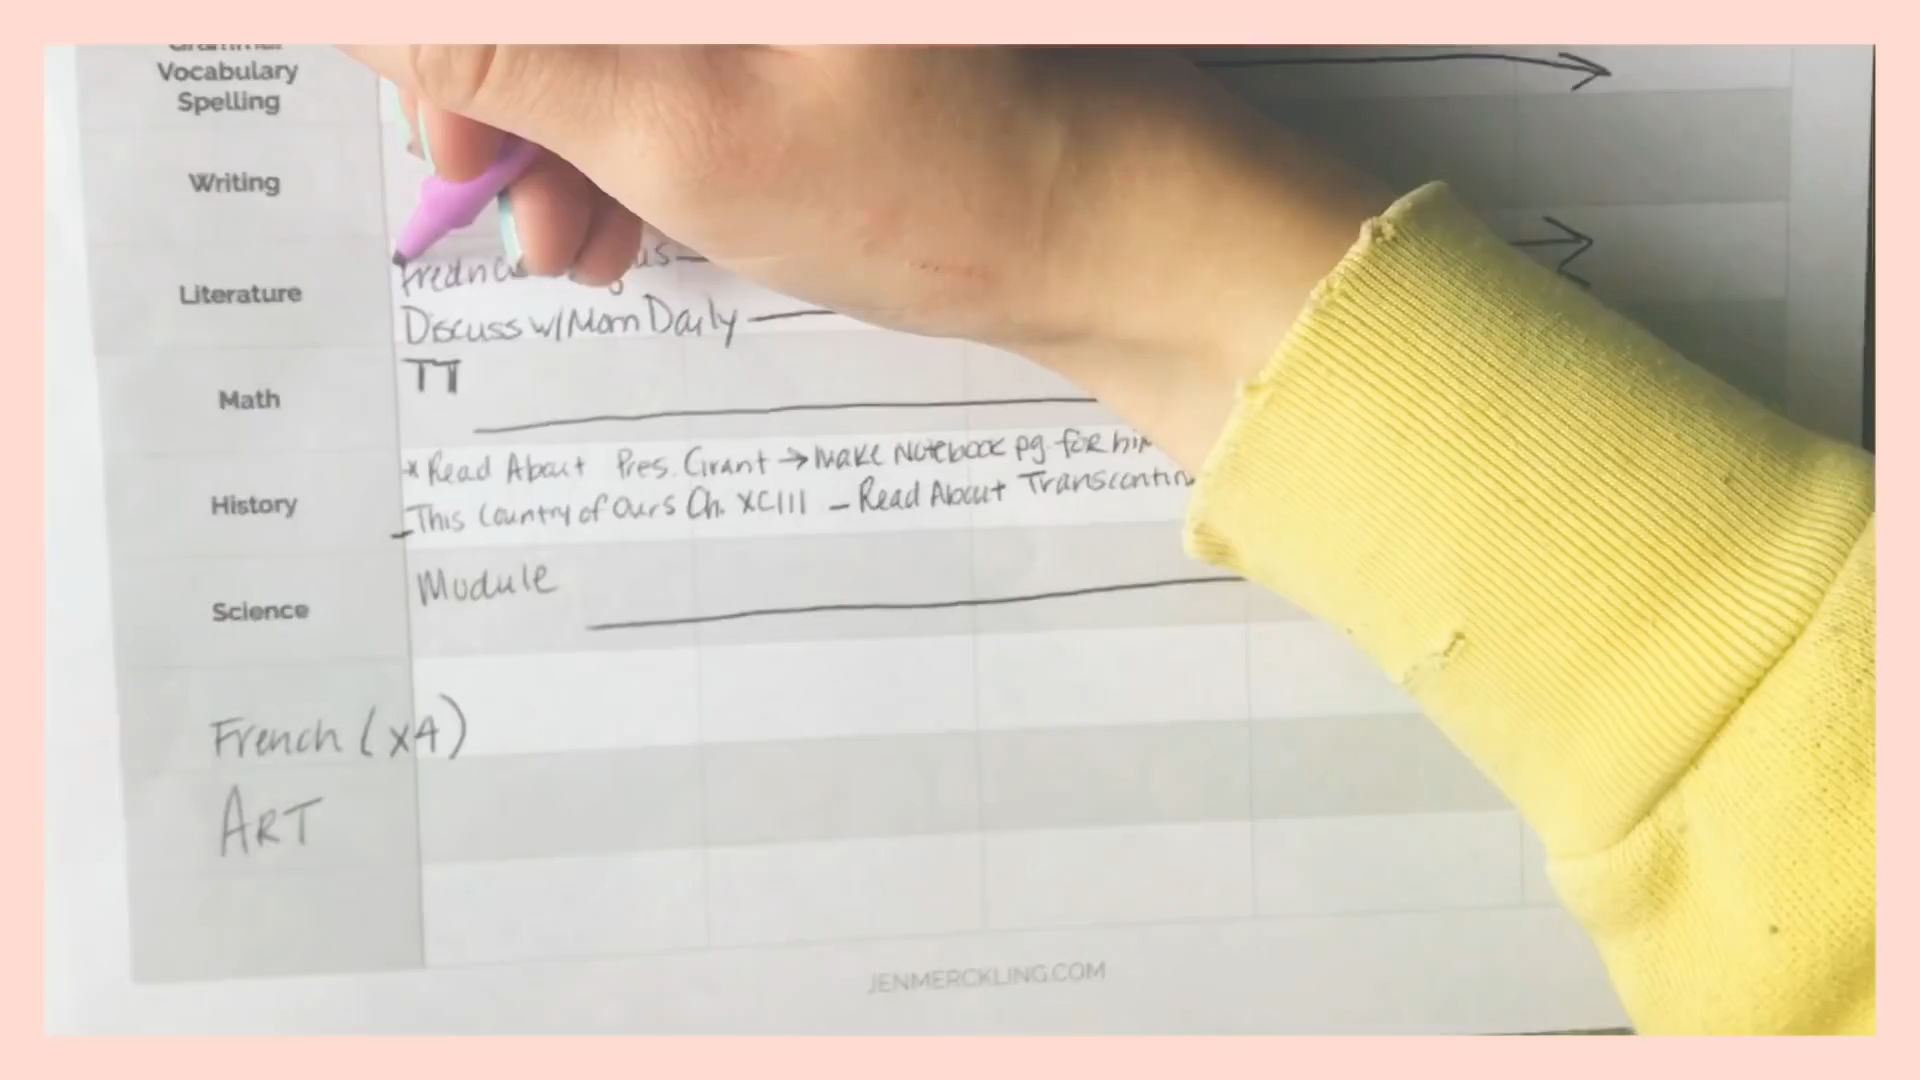 Grammar
Vocabulary
Spelling
Writing
Literature
Discuss w/Mom Daily
Math
TT
History
* Read About Pres. Grant → Make Notebook pg. for him
- This Country of Ours Ch. XCIII - Read About Transcontin
Science
Module
French (x4)
ART
JENMERCKLING.COM